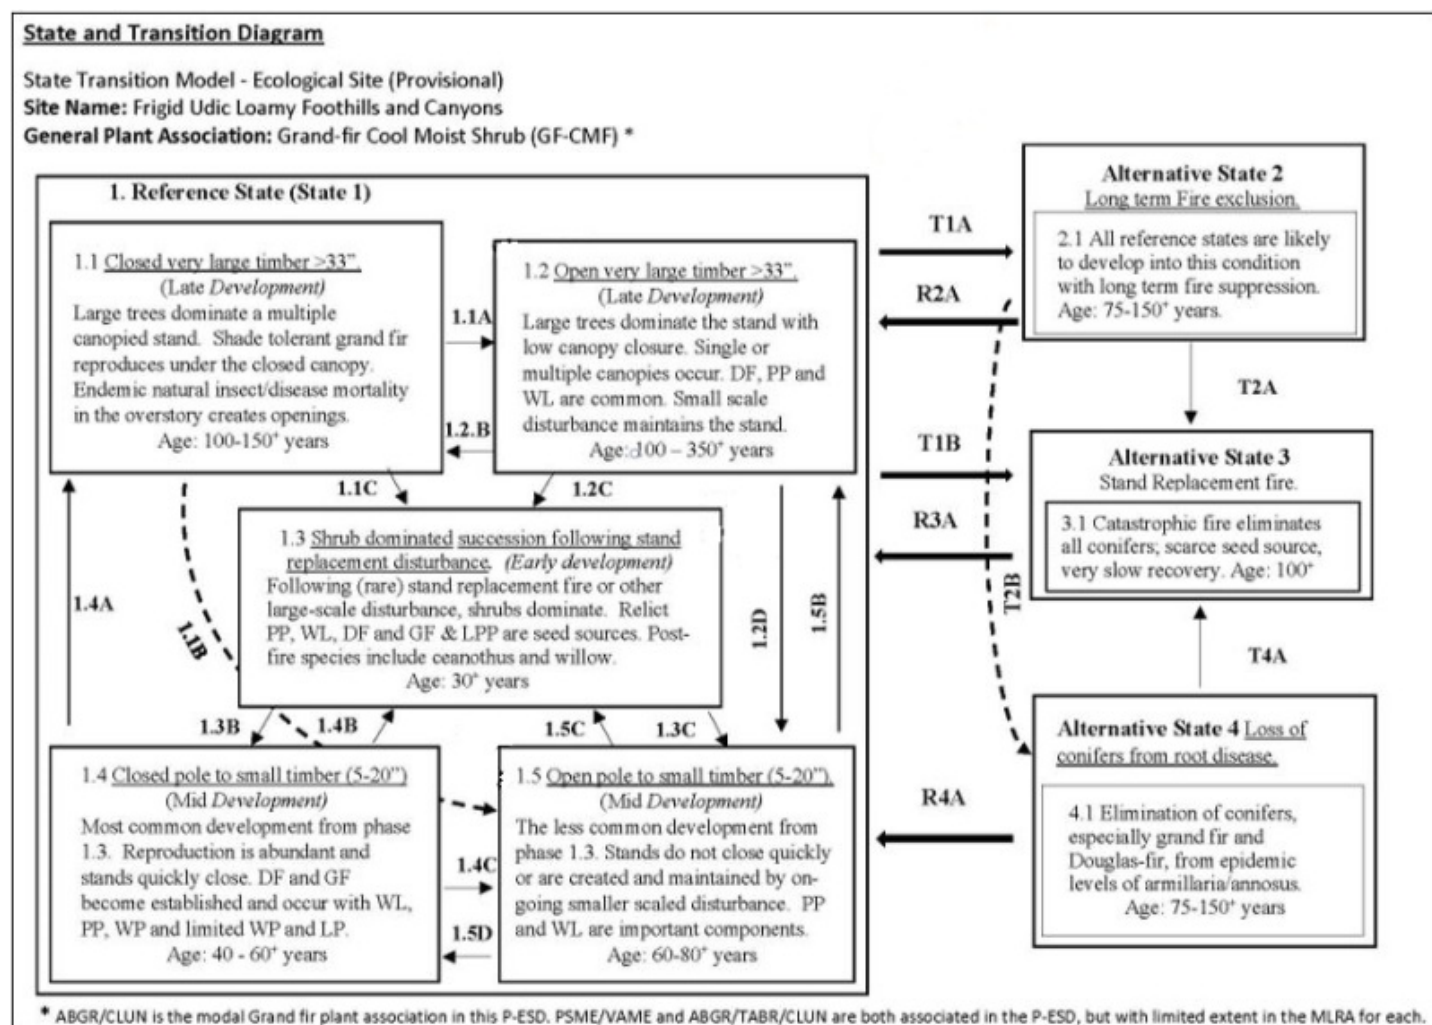 State and Transition Diagram
State Transition Model - Ecological Site (Provisional)
Site Name: Frigid Udic Loamy Foothills and Canyons
General Plant Association: Grand-fir Cool Moist Shrub (GF-CMF) *
1. Reference State (State 1)
1.1 Closed very large timber >33”.
(Late Development)
Large trees dominate a multiple
canopied stand. Shade tolerant grand fir
reproduces under the closed canopy.
Endemic natural insect/disease mortality
in the overstory creates openings.
Age: 100-150⁺ years
1.1A
1.2.B
1.2 Open very large timber >33”.
(Late Development)
Large trees dominate the stand with
low canopy closure. Single or
multiple canopies occur. DF, PP and
WL are common. Small scale
disturbance maintains the stand.
Age: 100 – 350⁺ years
1.1C
1.2C
1.3 Shrub dominated succession following stand
replacement disturbance. (Early development)
Following (rare) stand replacement fire or other
large-scale disturbance, shrubs dominate. Relict
PP, WL, DF and GF & LPP are seed sources. Post-
fire species include ceanothus and willow.
Age: 30⁺ years
1.4A
1.1B
1.2D
1.5B
1.3B
1.4B
1.5C
1.3C
1.4 Closed pole to small timber (5-20”)
(Mid Development)
Most common development from phase
1.3. Reproduction is abundant and
stands quickly close. DF and GF
become established and occur with WL,
PP, WP and limited WP and LP.
Age: 40 - 60⁺ years
1.4C
1.5D
1.5 Open pole to small timber (5-20”).
(Mid Development)
The less common development from
phase 1.3. Stands do not close quickly
or are created and maintained by on-
going smaller scaled disturbance. PP
and WL are important components.
Age: 60-80⁺ years
T1A
R2A
T1B
R3A
T2B
R4A
Alternative State 2
Long term Fire exclusion.
2.1 All reference states are likely
to develop into this condition
with long term fire suppression.
Age: 75-150⁺ years.
T2A
Alternative State 3
Stand Replacement fire.
3.1 Catastrophic fire eliminates
all conifers; scarce seed source,
very slow recovery. Age: 100⁺
T4A
Alternative State 4 Loss of
conifers from root disease.
4.1 Elimination of conifers,
especially grand fir and
Douglas-fir, from epidemic
levels of armillaria/annosus.
Age: 75-150⁺ years
* ABGR/CLUN is the modal Grand fir plant association in this P-ESD. PSME/VAME and ABGR/TABR/CLUN are both associated in the P-ESD, but with limited extent in the MLRA for each.